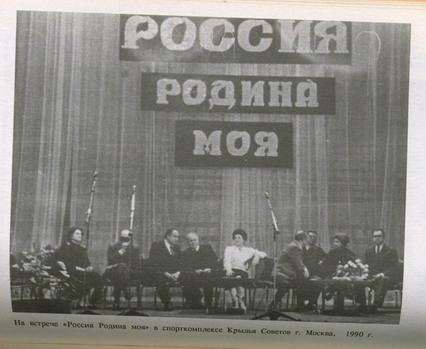 РОССИЯ
РОДИНА
МОЯ
На встрече «Россия Родина моя» в спорткомплексе Крылья Советов г. Москва. 1990 г.